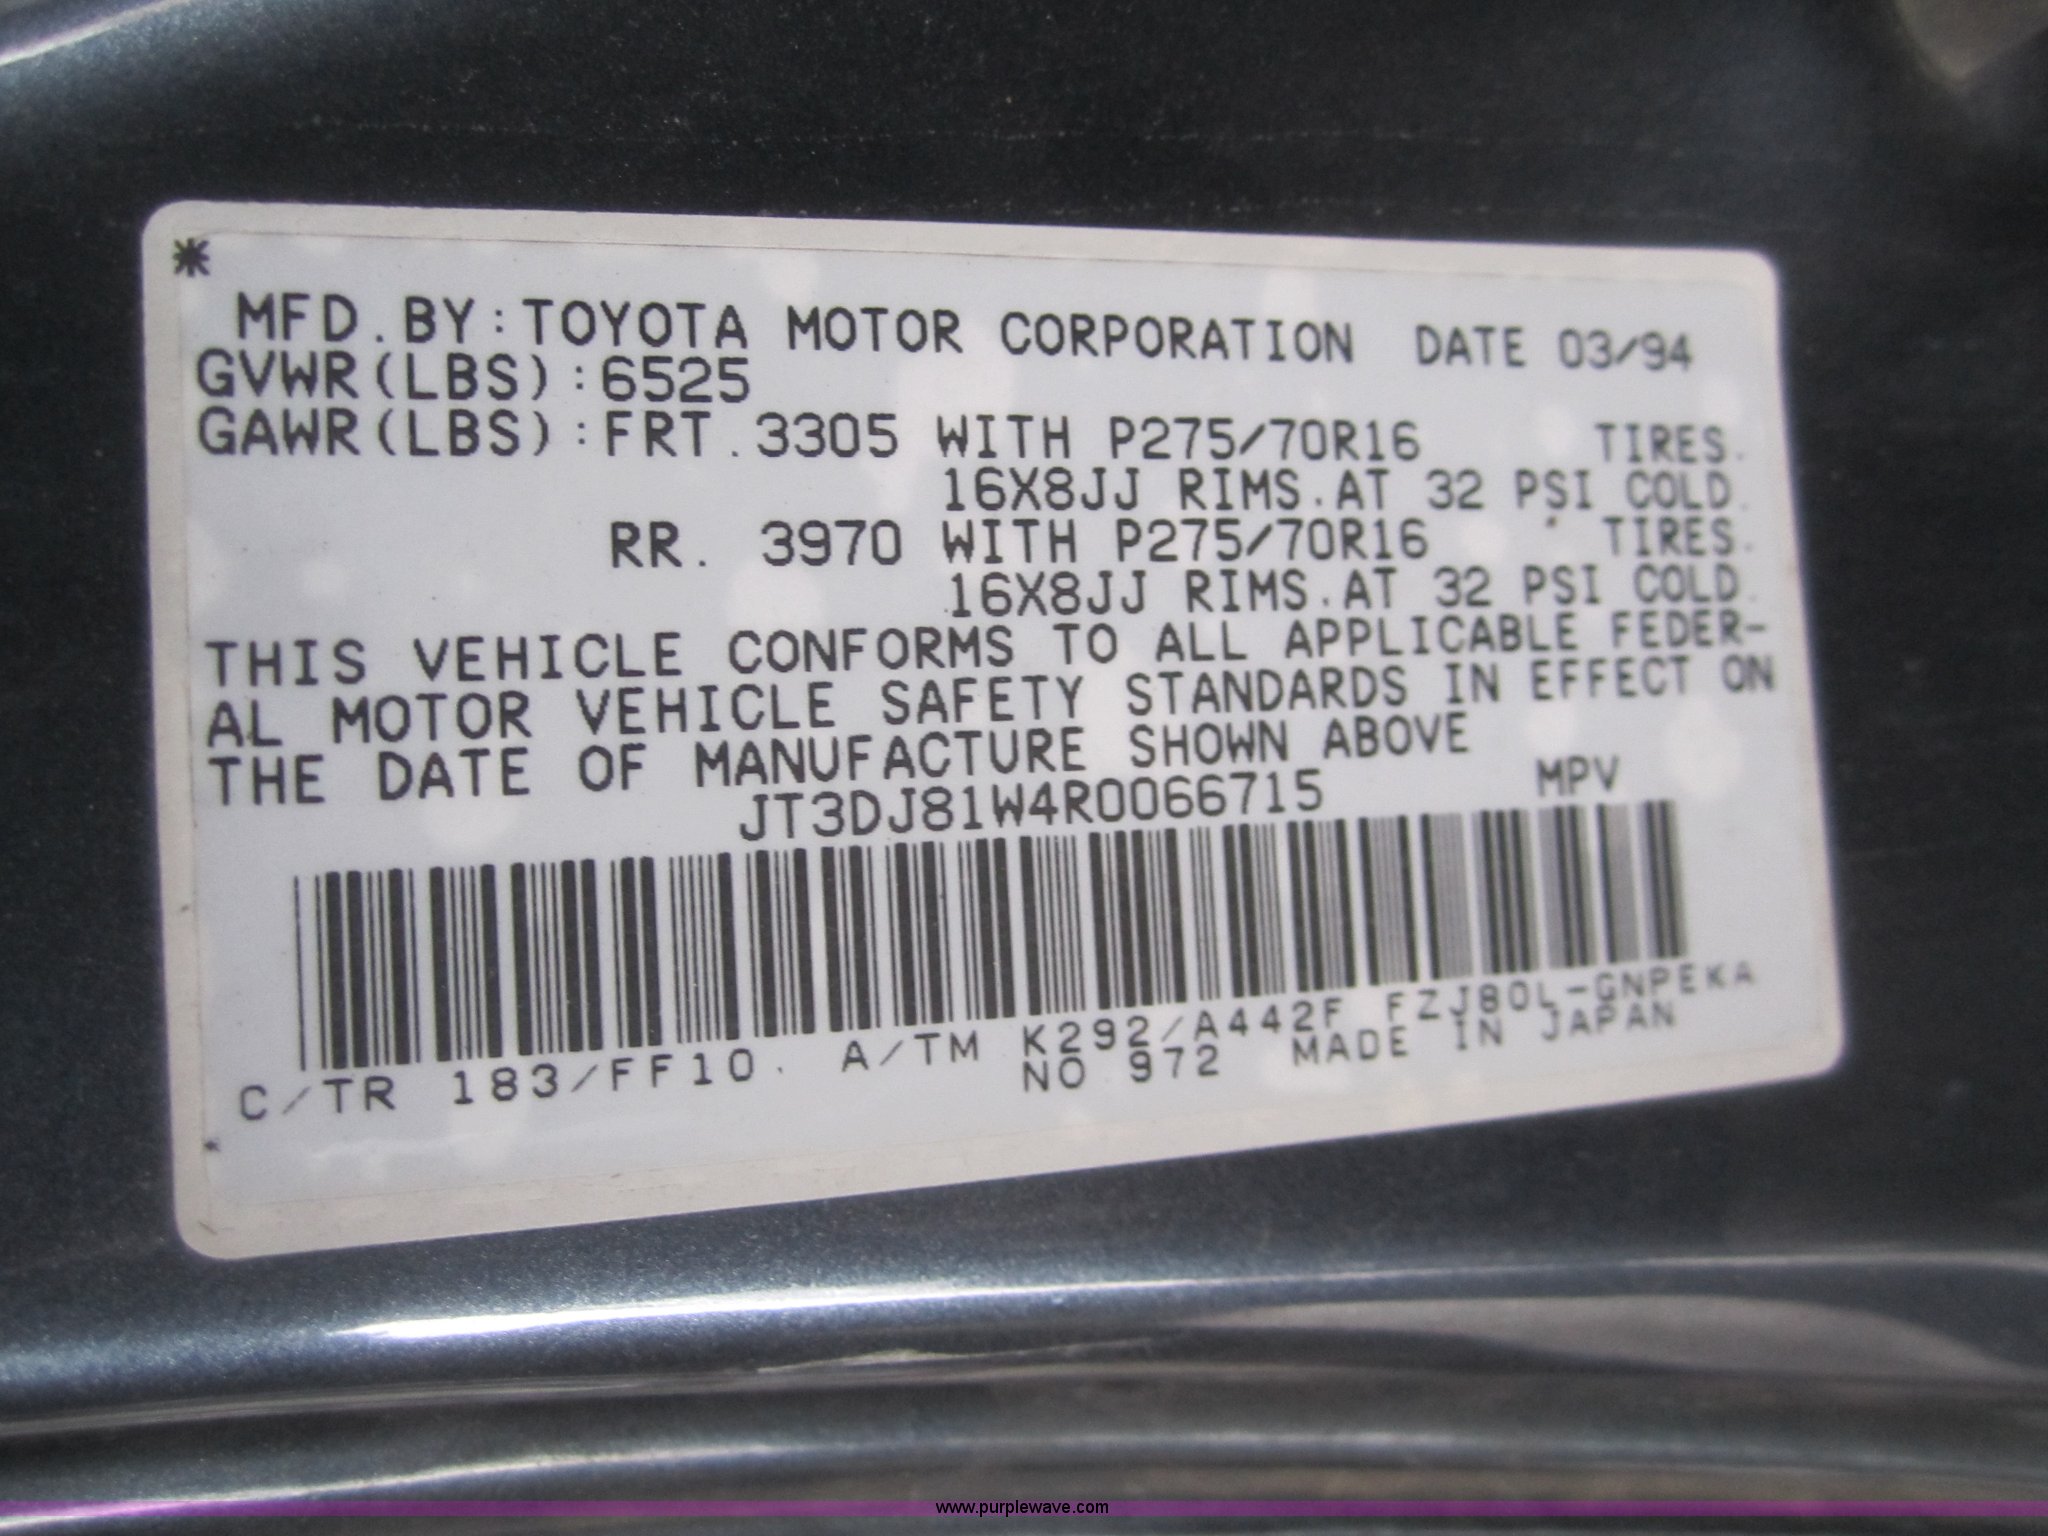 *
MFD.BY:TOYOTA MOTOR CORPORATION DATE 03/94
GVWR(LBS):6525
GAWR(LBS):FRT.3305 WITH P275/70R16 TIRES.
16X8JJ RIMS.AT 32 PSI COLD.
RR. 3970 WITH P275/70R16 TIRES.
16X8JJ RIMS.AT 32 PSI COLD.
THIS VEHICLE CONFORMS TO ALL APPLICABLE FEDER-
AL MOTOR VEHICLE SAFETY STANDARDS IN EFFECT ON
THE DATE OF MANUFACTURE SHOWN ABOVE
JT3DJ81W4R0066715 MPV
C/TR 183/FF10. A/TM K292/A442F FZJ80L-GNPEKA
NO 972 MADE IN JAPAN
www.purplewave.com